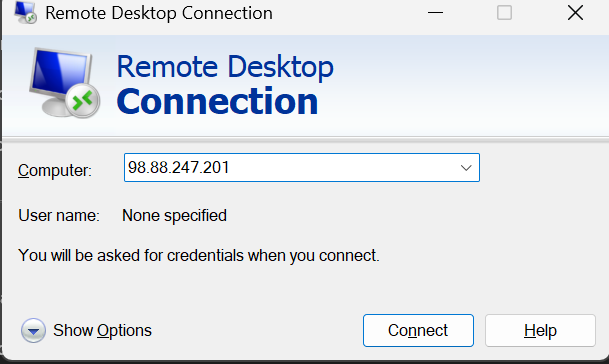 Remote Desktop Connection
Remote Desktop
Connection
Computer: 98.88.247.201
User name: None specified
You will be asked for credentials when you connect.
Show Options Connect Help